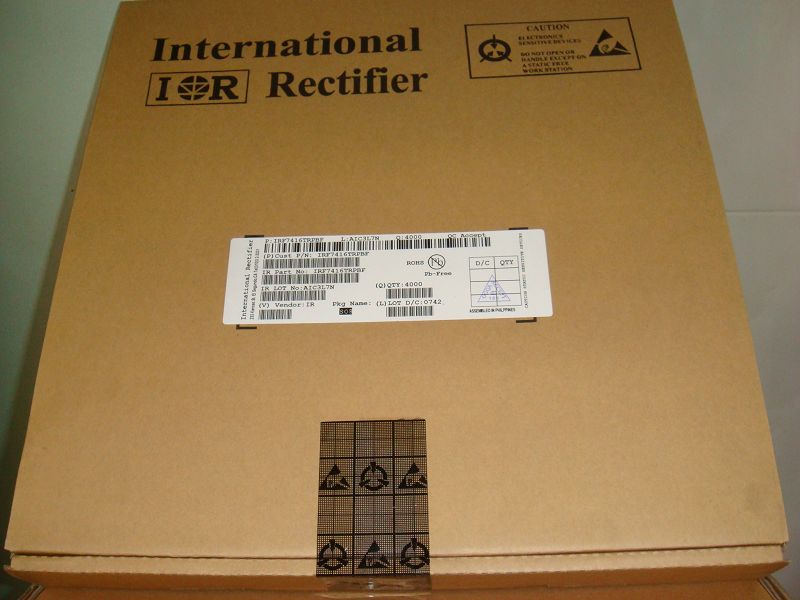 International
IOR Rectifier
CAUTION
ELECTRONICS
SENSITIVE DEVICES
DO NOT OPEN OR
HANDLE EXCEPT ON
A STATIC FREE
WORK STATION
P:IRF7416TRPBF L:AIC3L7N Q:4000 QC Accept
(P)Cust P/N: IRF7416TRPBF
IR Part No: IRF7416TRPBF
IR LOT No:AIC3L7N
(V) Vendor:IR
Pkg Name:
SO8
(Q)QTY:4000
(L)LOT D/C:0742
ROHS
Pb-Free
D/C QTY
ASSEMBLED IN PHILIPPINES
International Rectifier